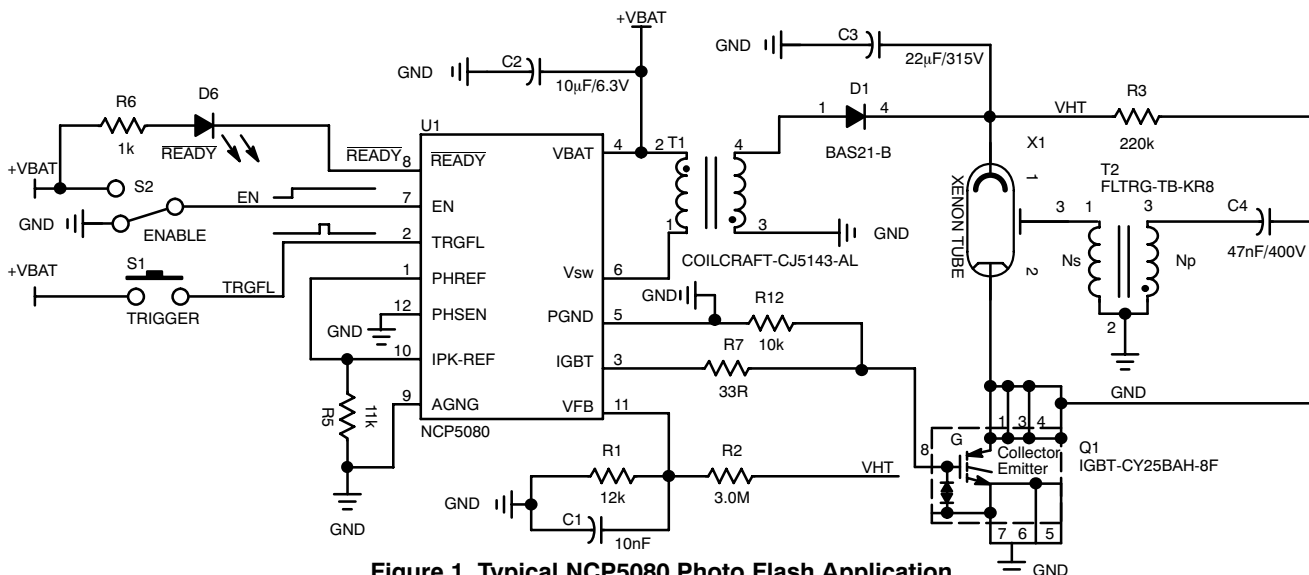 +VBAT
GND
C2
10µF/6.3V
GND
C3
22µF/315V
D1
1
4
BAS21-B
VHT
R3
220k
R6
1k
D6
READY
READY
8
+VBAT
S2
GND
ENABLE
EN
7
2
+VBAT
S1
TRGFL
TRIGGER
1
GND
12
10
9
R5
11k
GND
U1
READY
EN
TRGFL
PHREF
PHSEN
IPK-REF
AGNG
VBAT
Vsw
PGND
IGBT
VFB
NCP5080
4
6
5
3
11
2
T1
4
1
3
GND
COILCRAFT-CJ5143-AL
GND
R12
10k
R7
33R
R1
12k
R2
3.0M
VHT
GND
C1
10nF
X1
XENON TUBE
1
2
3
T2
FLTRG-TB-KR8
1
3
Ns
Np
2
C4
47nF/400V
GND
1
3
4
8
G
Collector
Emitter
Q1
IGBT-CY25BAH-8F
7
6
5
GND
Figure 1. Typical NCP5080 Photo Flash Application